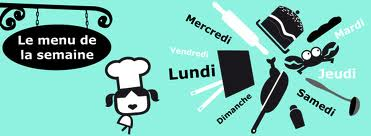 Le menu de
la semaine
Mercredi
Mardi
Vendredi
Lundi
Jeudi
Dimanche
Samedi